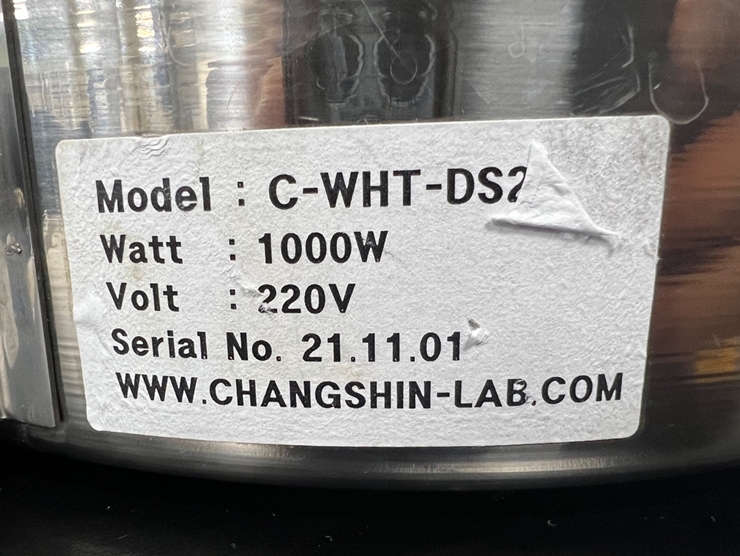 Model : C-WHT-DS2
Watt : 1000W
Volt : 220V
Serial No. 21.11.01
WWW.CHANGSHIN-LAB.COM